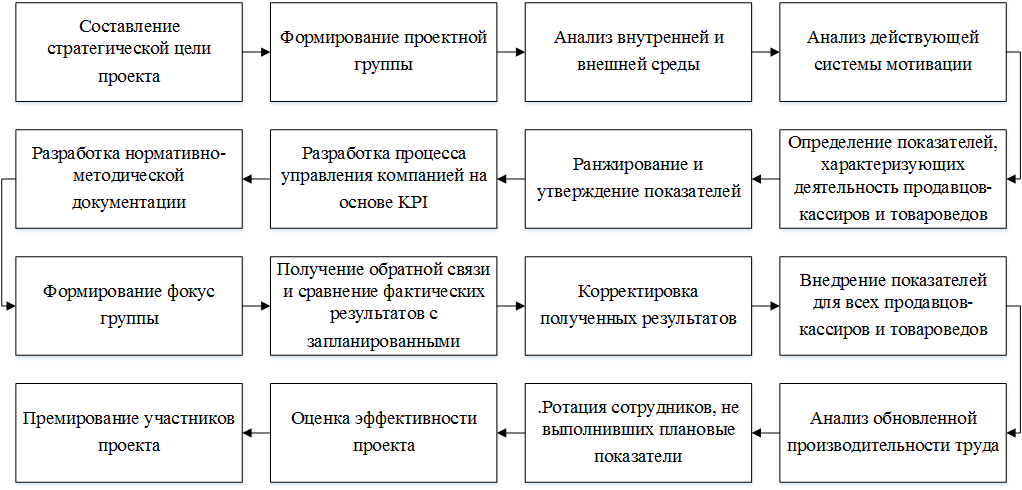 Составление
стратегической цели
проекта
Формирование проектной
группы
Анализ внутренней и
внешней среды
Анализ действующей
системы мотивации
Определение показателей,
характеризующих
деятельность продавцов-
кассиров и товароведов
Ранжирование и
утверждение показателей
Разработка процесса
управления компанией на
основе KPI
Разработка нормативно-
методической
документации
Формирование фокус
группы
Получение обратной связи
и сравнение фактических
результатов с
запланированными
Корректировка
полученных результатов
Внедрение показателей
для всех продавцов-
кассиров и товароведов
Анализ обновленной
производительности труда
.Ротация сотрудников, не
выполнивших плановые
показатели
Оценка эффективности
проекта
Премирование участников
проекта